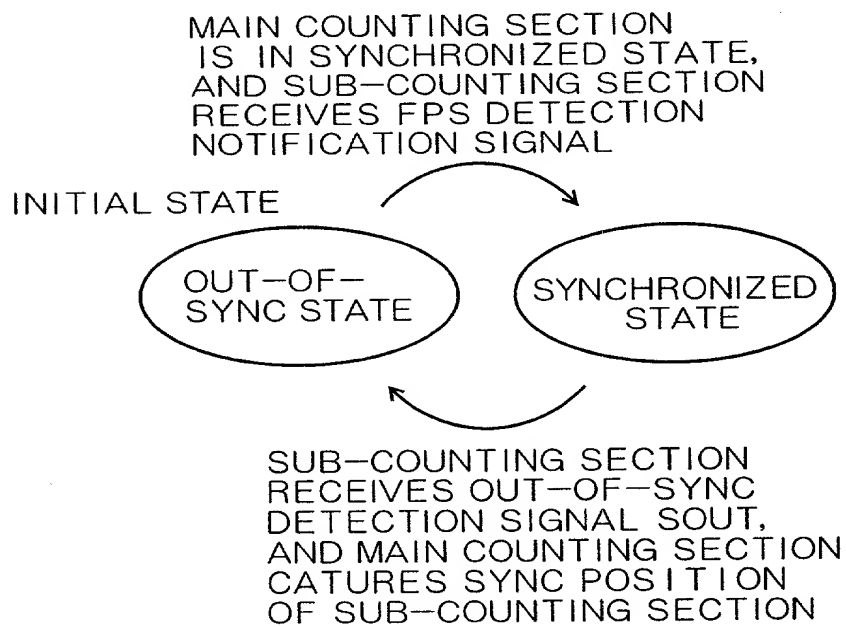 MAIN COUNTING SECTION
IS IN SYNCHRONIZED STATE,
AND SUB–COUNTING SECTION
RECEIVES FPS DETECTION
NOTIFICATION SIGNAL
INITIAL STATE
OUT–OF–
SYNC STATE
SYNCHRONIZED
STATE
SUB–COUNTING SECTION
RECEIVES OUT–OF–SYNC
DETECTION SIGNAL SOUT,
AND MAIN COUNTING SECTION
CATURES SYNC POSITION
OF SUB–COUNTING SECTION